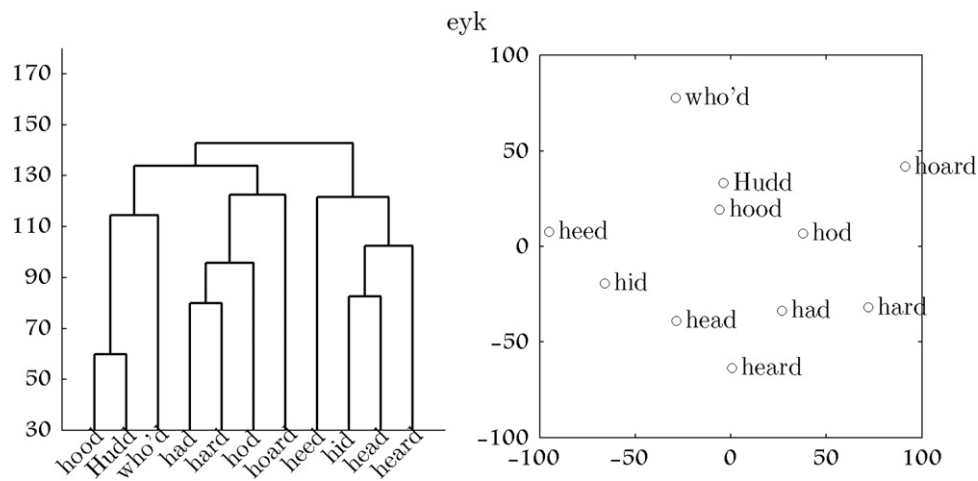 eyk
170
150
130
110
90
70
50
30
hood Hudd who'd had hard hod hoard heed hid head heard
100
50
0
-50
-100
-100 -50 0 50 100
who'd
hoard
Hudd
hood
heed
hod
hid
had
hard
head
heard